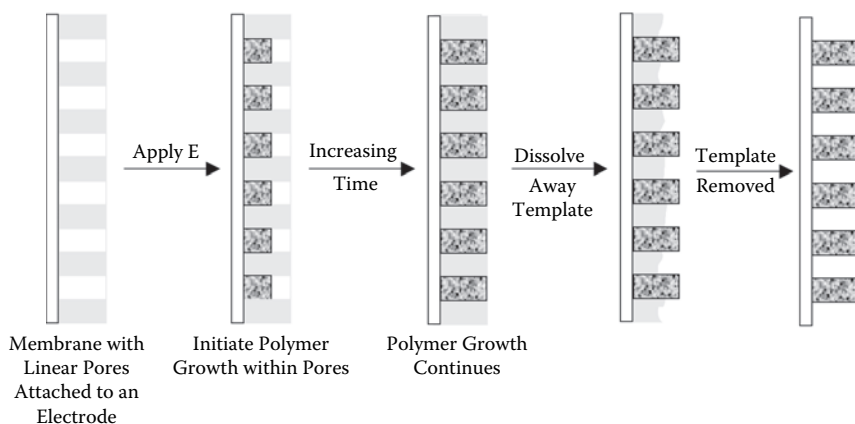 Apply E
Increasing
Time
Dissolve
Away
Template
Template
Removed
Membrane with
Linear Pores
Attached to an
Electrode
Initiate Polymer
Growth within Pores
Polymer Growth
Continues